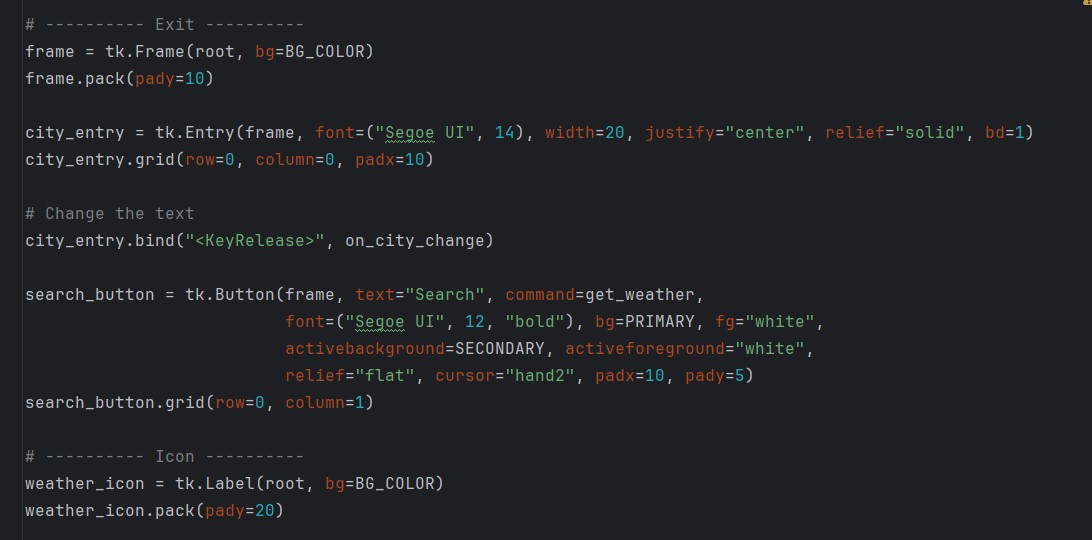 # ---------- Exit ----------
frame = tk.Frame(root, bg=BG_COLOR)
frame.pack(pady=10)
city_entry = tk.Entry(frame, font=("Segoe UI", 14), width=20, justify="center", relief="solid", bd=1)
city_entry.grid(row=0, column=0, padx=10)
# Change the text
city_entry.bind("<KeyRelease>", on_city_change)
search_button = tk.Button(frame, text="Search", command=get_weather,
font=("Segoe UI", 12, "bold"), bg=PRIMARY, fg="white",
activebackground=SECONDARY, activeforeground="white",
relief="flat", cursor="hand2", padx=10, pady=5)
search_button.grid(row=0, column=1)
# ---------- Icon ----------
weather_icon = tk.Label(root, bg=BG_COLOR)
weather_icon.pack(pady=20)